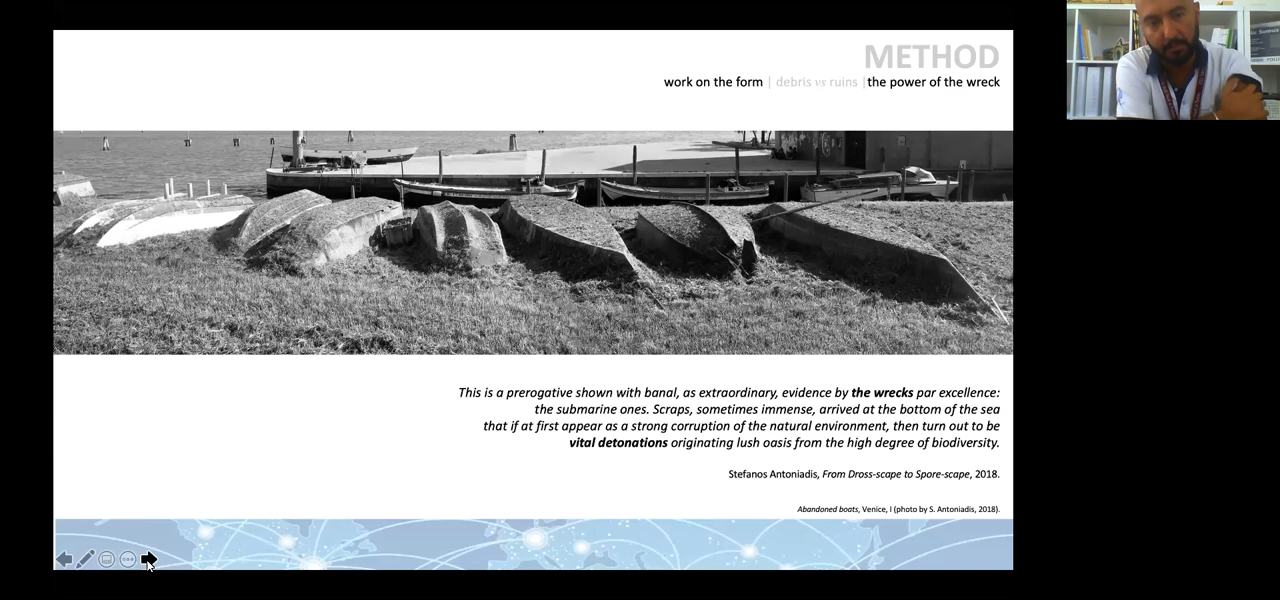 METHOD
work on the form | debris vs ruins | the power of the wreck
This is a prerogative shown with banal, as extraordinary, evidence by the wrecks par excellence:
the submarine ones. Scraps, sometimes immense, arrived at the bottom of the sea
that if at first appear as a strong corruption of the natural environment, then turn out to be
vital detonations originating lush oasis from the high degree of biodiversity.
Stefanos Antoniadis, From Dross-scape to Spore-scape, 2018.
Abandoned boats, Venice, I (photo by S. Antoniadis, 2018).